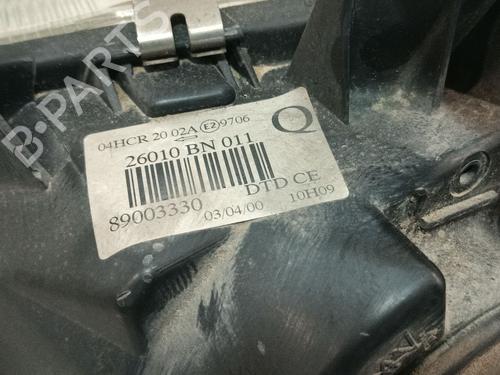 B-PARTS
04HCR 20 02A E2 9706
Q
26010 BN 011
89003330
DTD CE
03/04/00
10H09